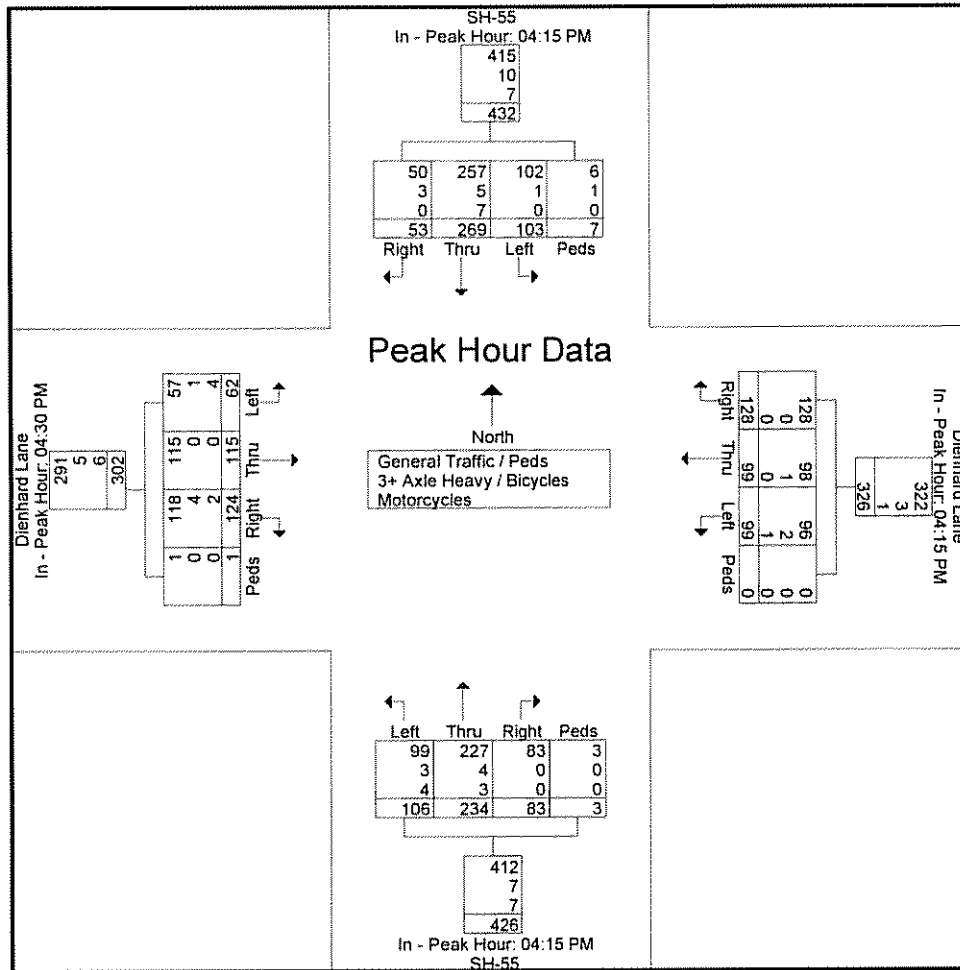 SH-55
In - Peak Hour: 04:15 PM
415
10
7
432
50 257 102 6
3 5 1 1
0 7 0 0
53 269 103 7
Right Thru Left Peds
Peak Hour Data
North
General Traffic / Peds
3+ Axle Heavy / Bicycles
Motorcycles
Dienhard Lane
In - Peak Hour: 04:30 PM
291
5
6
302
57 1 4 62 Left
115 0 0 115 Thru
118 4 2 124 Right
1 0 0 1 Peds
Right 128 0 0 128
Thru 99 0 1 98
Left 99 1 2 96
Peds 0 0 0 0
322
3
1
326
Dienhard Lane
In - Peak Hour: 04:15 PM
Left Thru Right Peds
99 227 83 3
3 4 0 0
4 3 0 0
106 234 83 3
412
7
7
426
In - Peak Hour: 04:15 PM
SH-55